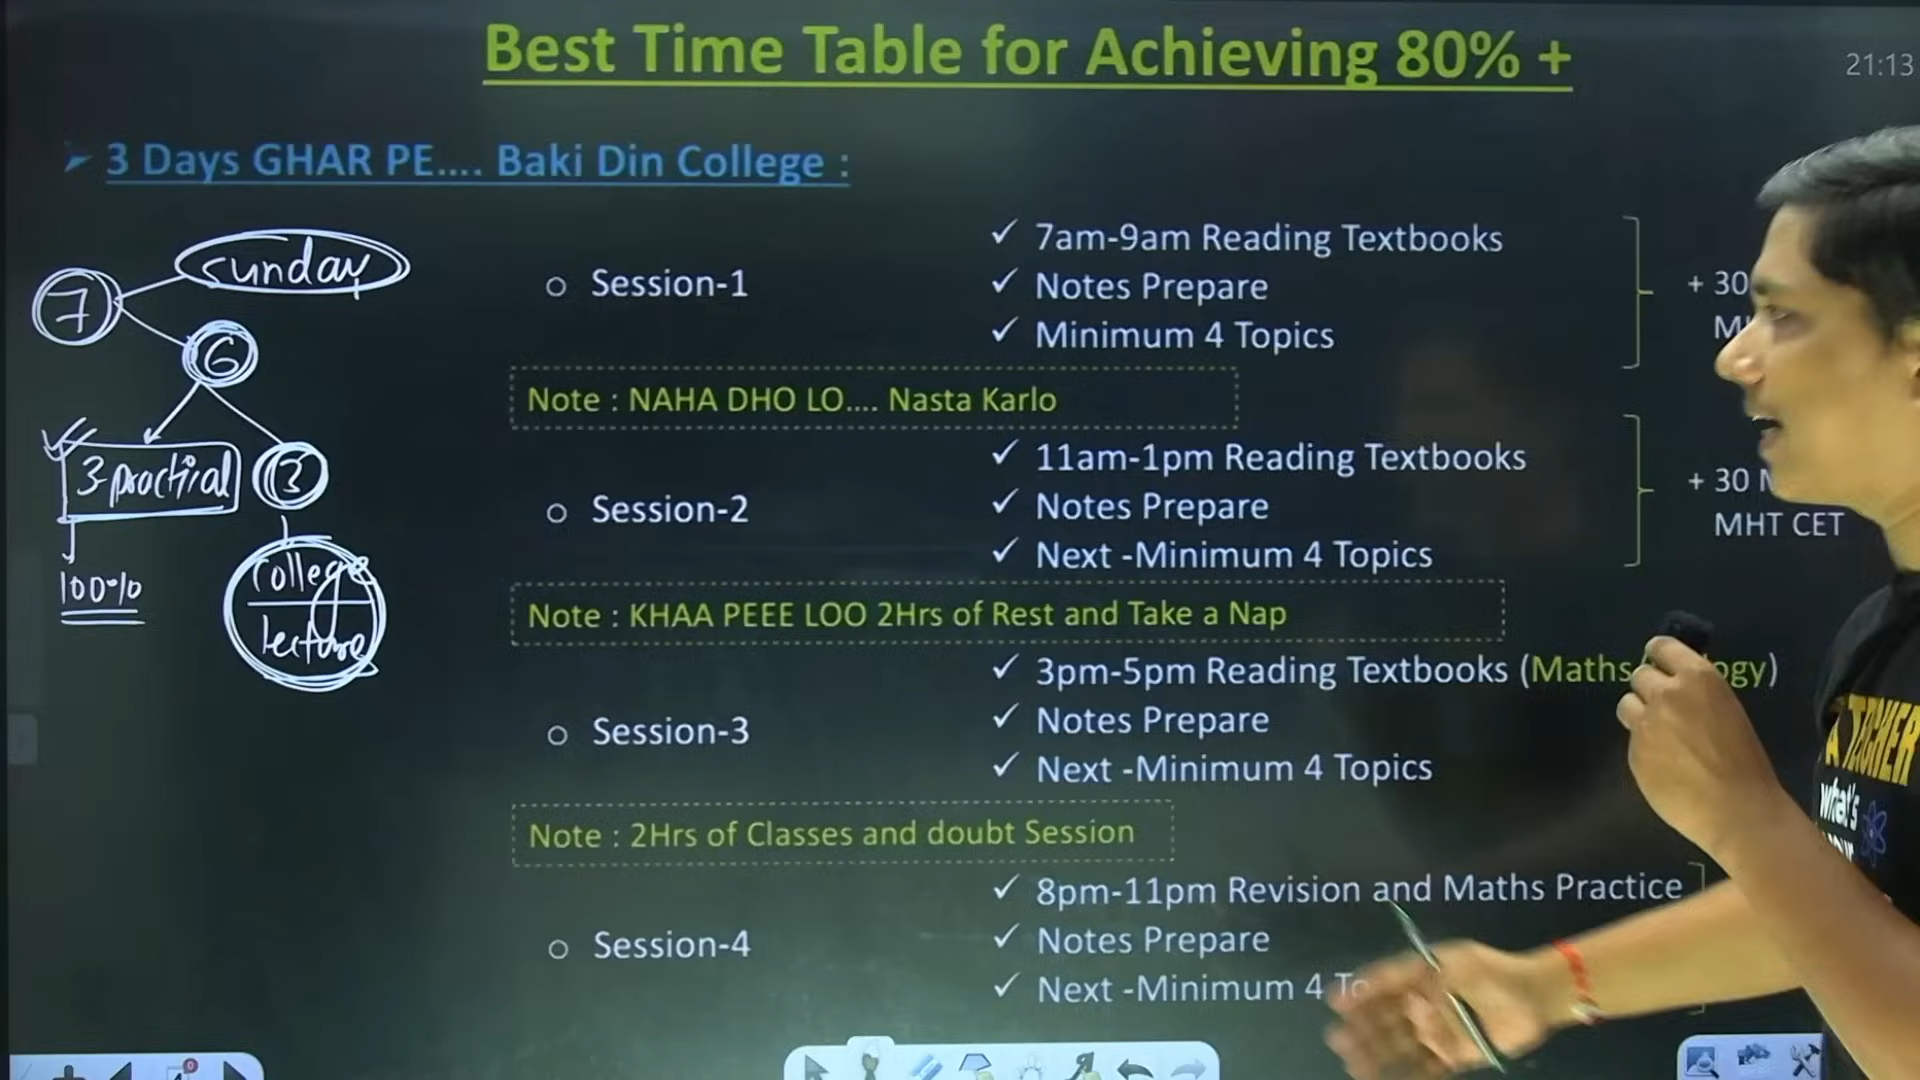 Best Time Table for Achieving 80% +
21:13
3 Days GHAR PE.... Baki Din College :
sunday
7
6
3 practical
3
100%
college
lecture
Session-1
7am-9am Reading Textbooks
Notes Prepare
Minimum 4 Topics
+ 30
Note : NAHA DHO LO.... Nasta Karlo
Session-2
11am-1pm Reading Textbooks
Notes Prepare
Next -Minimum 4 Topics
+ 30
MHT CET
Note : KHAA PEEE LOO 2Hrs of Rest and Take a Nap
Session-3
3pm-5pm Reading Textbooks (Maths
Notes Prepare
Next -Minimum 4 Topics
Note : 2Hrs of Classes and doubt Session
Session-4
8pm-11pm Revision and Maths Practice
Notes Prepare
Next -Minimum 4
A TEACHER
what's